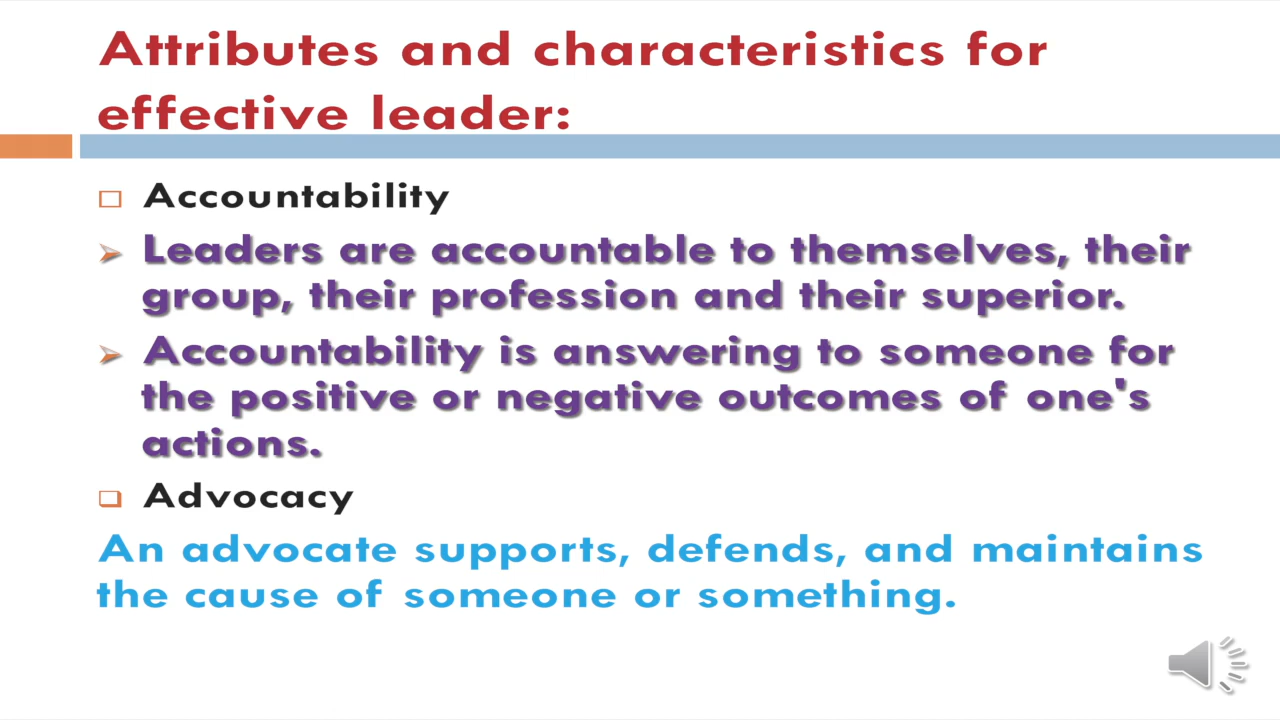 Attributes and characteristics for
effective leader:
Accountability
Leaders are accountable to themselves, their
group, their profession and their superior.
Accountability is answering to someone for
the positive or negative outcomes of one's
actions.
Advocacy
An advocate supports, defends, and maintains
the cause of someone or something.